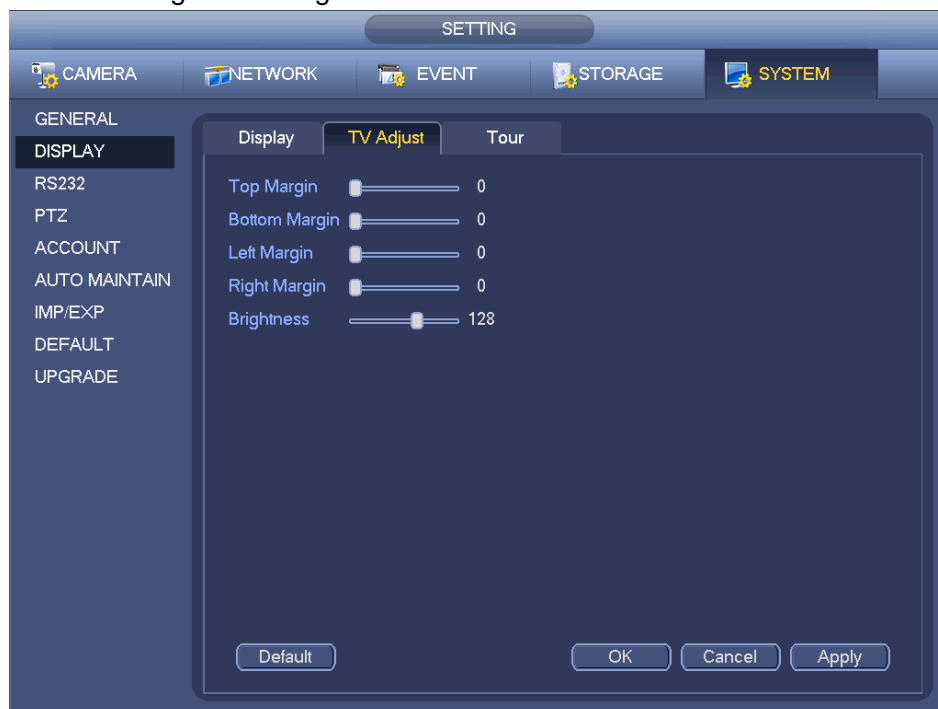 SETTING
CAMERA NETWORK EVENT STORAGE SYSTEM
GENERAL
DISPLAY
RS232
PTZ
ACCOUNT
AUTO MAINTAIN
IMP/EXP
DEFAULT
UPGRADE
Display TV Adjust Tour
Top Margin 0
Bottom Margin 0
Left Margin 0
Right Margin 0
Brightness 128
Default OK Cancel Apply